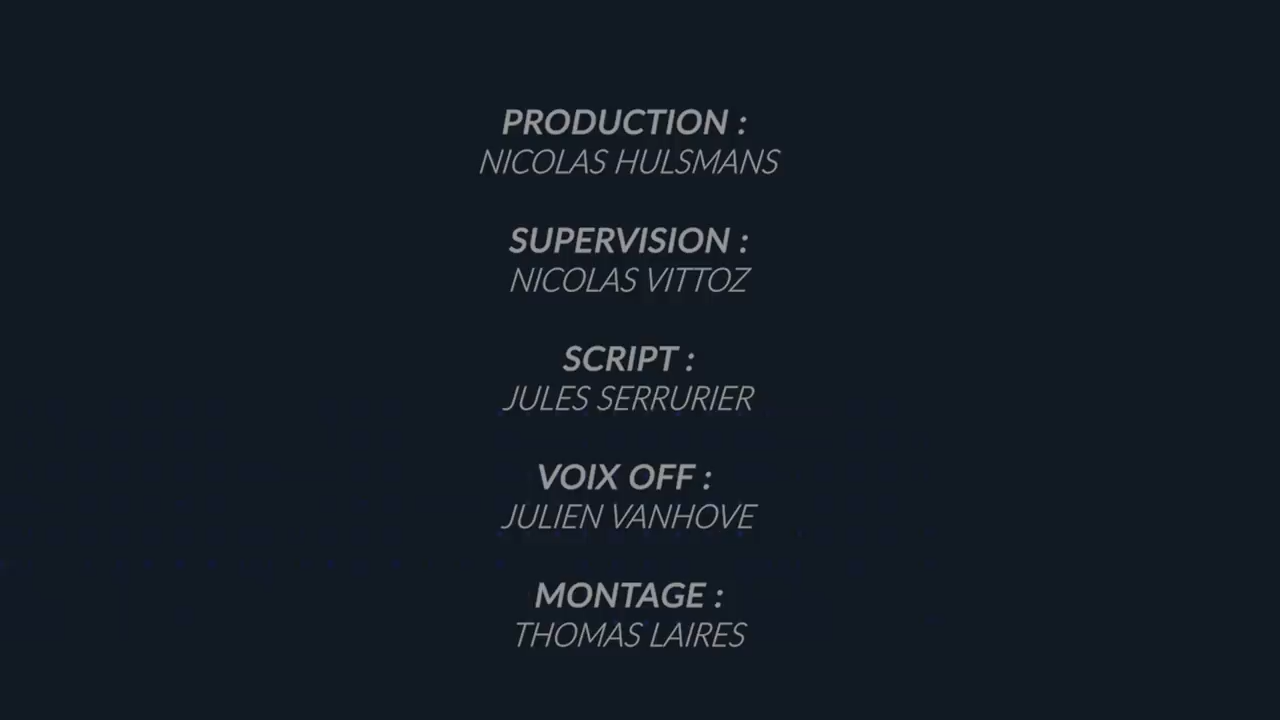 PRODUCTION :
NICOLAS HULSMANS
SUPERVISION :
NICOLAS VITTOZ
SCRIPT :
JULES SERRURIER
VOIX OFF :
JULIEN VANHOVE
MONTAGE :
THOMAS LAIRES